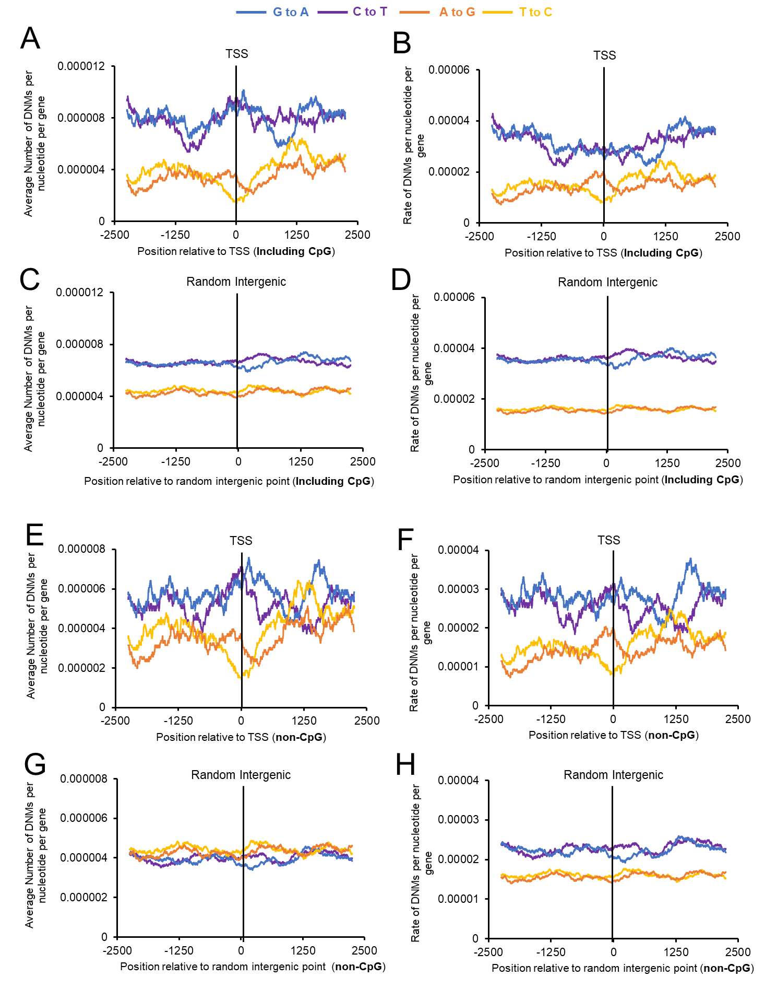 G to A C to T A to G T to C
A
TSS
Average Number of DNMs per
nucleotide per gene
0.000012
0.000008
0.000004
0
-2500 -1250 0 1250 2500
Position relative to TSS (Including CpG)
B
TSS
Rate of DNMs per nucleotide per
gene
0.00006
0.00004
0.00002
0
-2500 -1250 0 1250 2500
Position relative to TSS (Including CpG)
C
Random Intergenic
Average Number of DNMs per
nucleotide per gene
0.000012
0.000008
0.000004
0
-2500 -1250 0 1250 2500
Position relative to random intergenic point (Including CpG)
D
Random Intergenic
Rate of DNMs per nucleotide per
gene
0.00006
0.00004
0.00002
0
-2500 -1250 0 1250 2500
Position relative to random intergenic point (Including CpG)
E
TSS
Average Number of DNMs per
nucleotide per gene
0.000008
0.000006
0.000004
0.000002
0
-2500 -1250 0 1250 2500
Position relative to TSS (non-CpG)
F
TSS
Rate of DNMs per nucleotide per
gene
0.00004
0.00003
0.00002
0.00001
0
-2500 -1250 0 1250 2500
Position relative to TSS (non-CpG)
G
Random Intergenic
Average Number of DNMs per
nucleotide per gene
0.000008
0.000006
0.000004
0.000002
0
-2500 -1250 0 1250 2500
Position relative to random intergenic point (non-CpG)
H
Random Intergenic
Rate of DNMs per nucleotide per
gene
0.00004
0.00003
0.00002
0.00001
0
-2500 -1250 0 1250 2500
Position relative to random intergenic point (non-CpG)